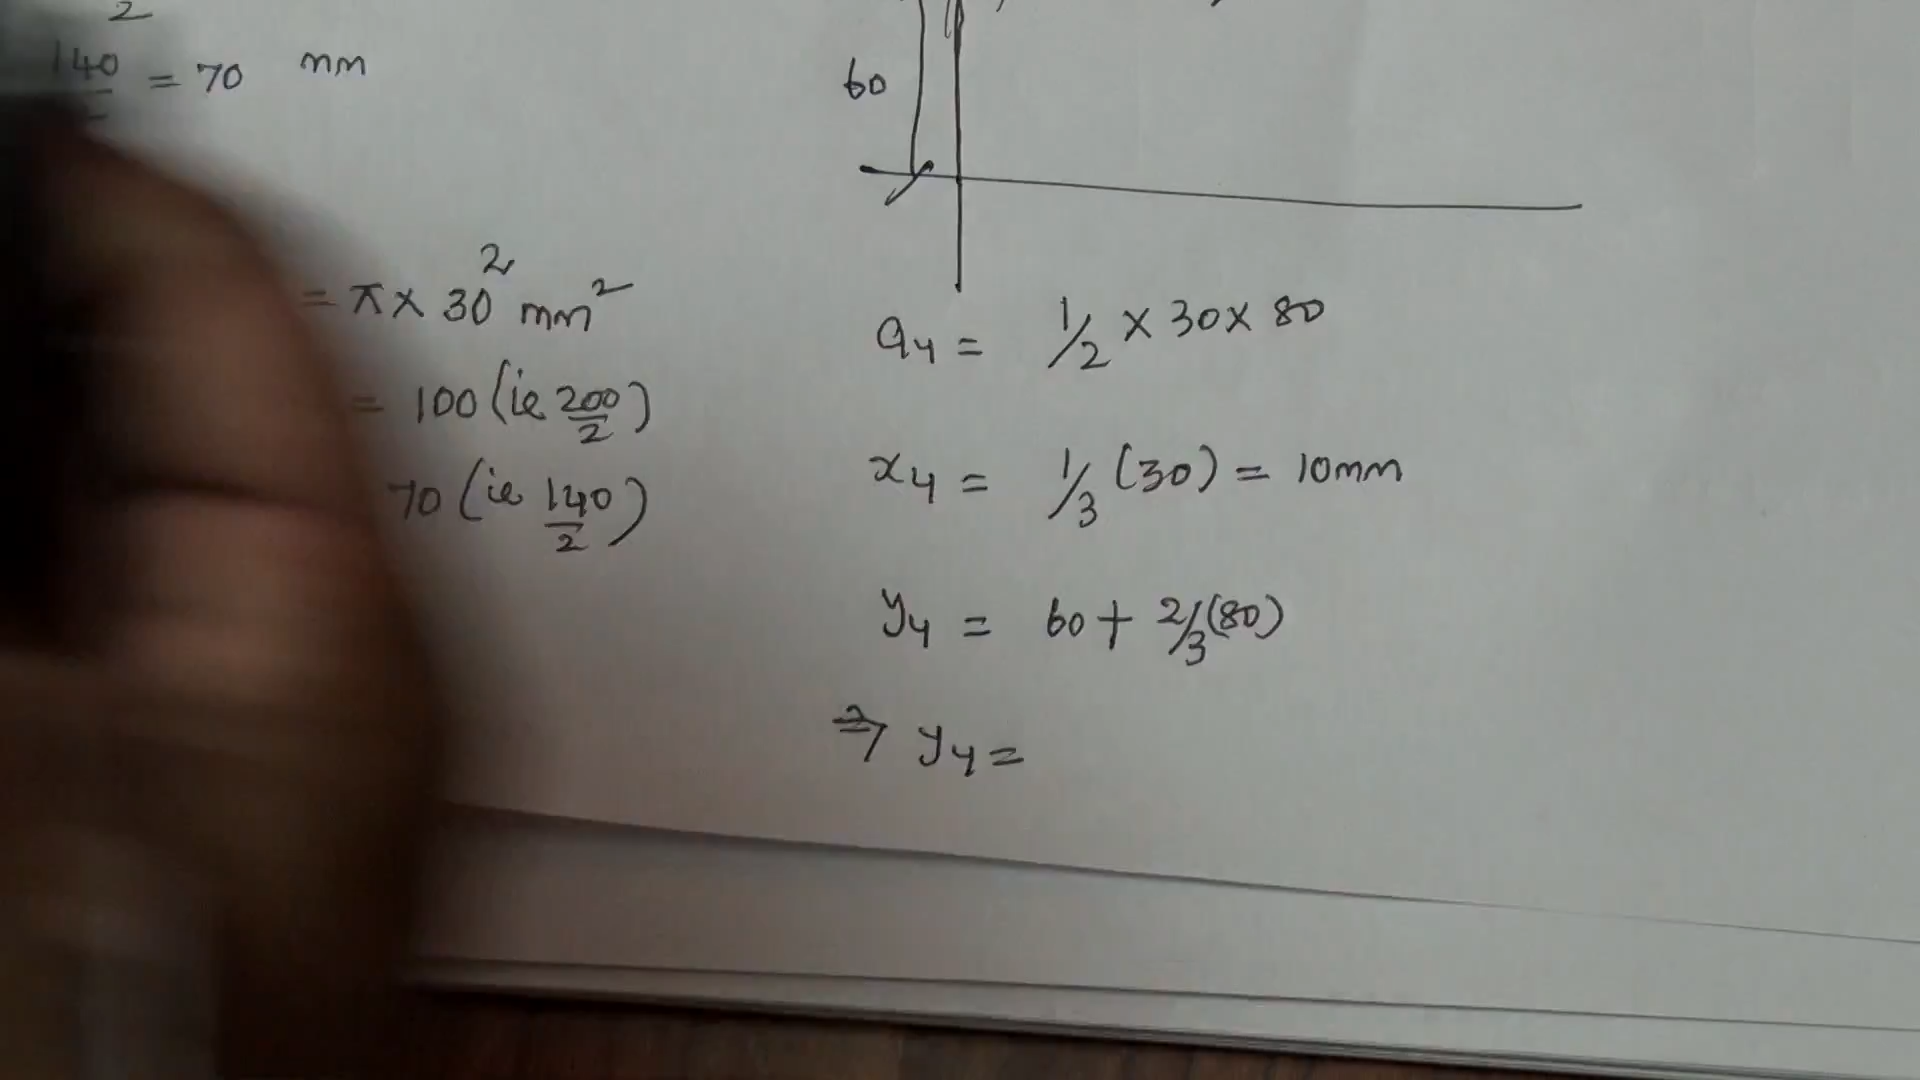 2
140/2 = 70 mm
60
= π × 30² mm²
= 100 (ie 200/2)
70 (ie 140/2)
a4 = 1/2 × 30 × 80
x4 = 1/3 (30) = 10mm
y4 = 60 + 2/3 (80)
⇒ y4 =